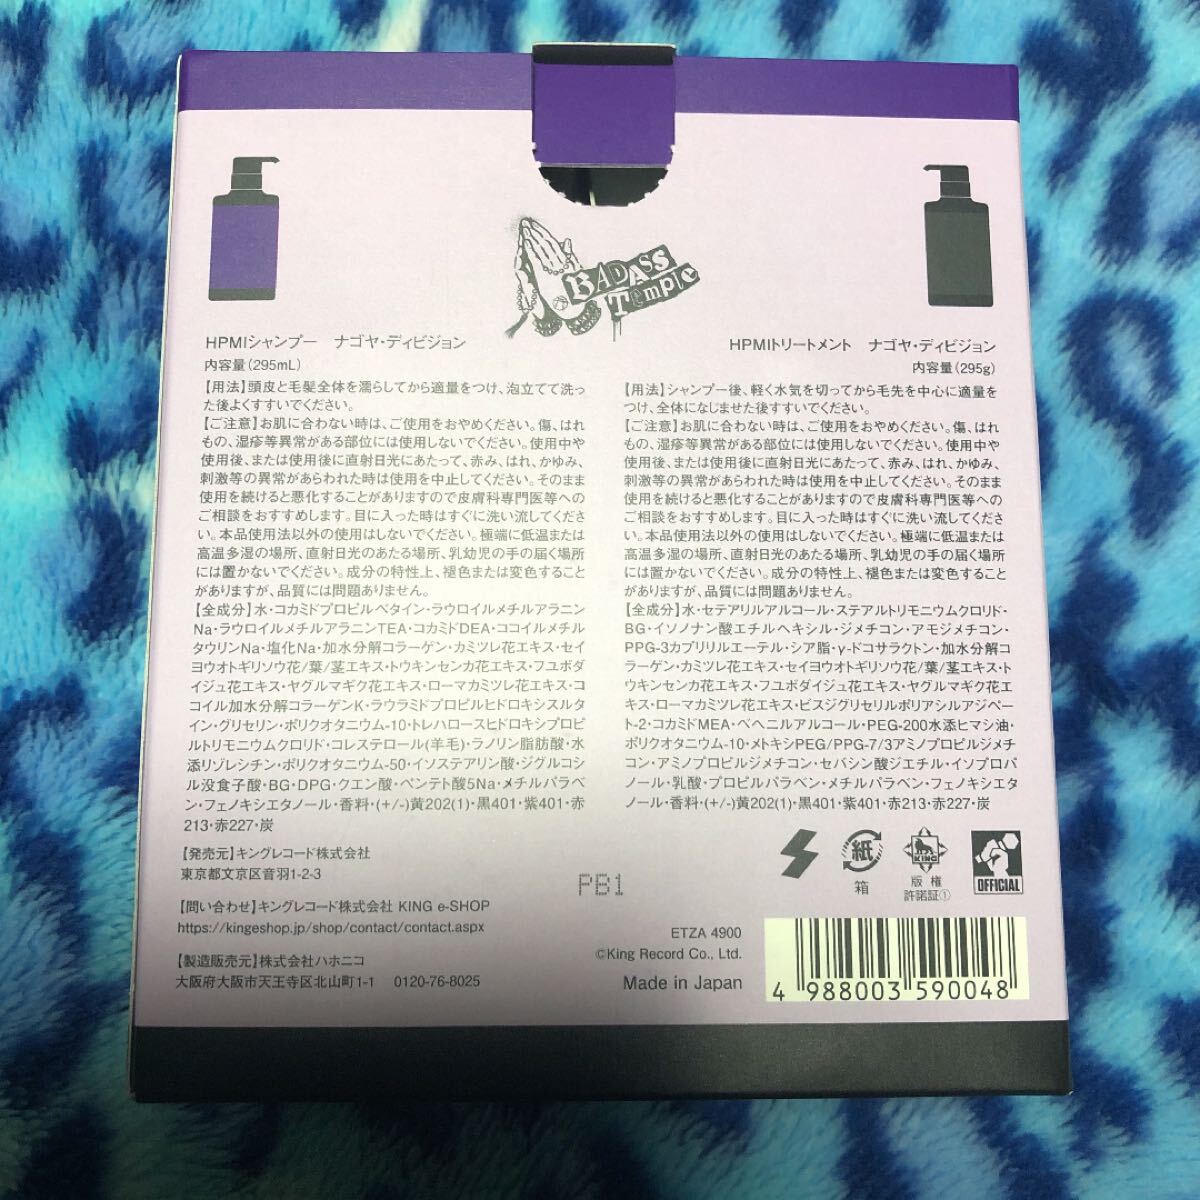 BADASS
Temple
HPMIシャンプー　ナゴヤ・ディビジョン
内容量(295mL)
【用法】頭皮と毛髪全体を濡らしてから適量をつけ、泡立てて洗っ
た後よくすすいでください。
【ご注意】お肌に合わない時は、ご使用をおやめください。傷、はれ
もの、湿疹等異常がある部位には使用しないでください。使用中や
使用後、または使用後に直射日光にあたって、赤み、はれ、かゆみ、
刺激等の異常があらわれた時は使用を中止してください。そのまま
使用を続けると悪化することがありますので皮膚科専門医等への
ご相談をおすすめします。目に入った時はすぐに洗い流してくださ
い。本品使用法以外の使用はしないでください。極端に低温または
高温多湿の場所、直射日光のあたる場所、乳幼児の手の届く場所
には置かないでください。成分の特性上、褪色または変色すること
がありますが、品質には問題ありません。
【全成分】水・コカミドプロピルベタイン・ラウロイルメチルアラニン
Na・ラウロイルメチルアラニンTEA・コカミドDEA・ココイルメチル
タウリンNa・塩化Na・加水分解コラーゲン・カミツレ花エキス・セイ
ヨウオトギリソウ花/葉/茎エキス・トウキンセンカ花エキス・フユボダ
イジュ花エキス・ヤグルマギク花エキス・ローマカミツレ花エキス・コ
コイル加水分解コラーゲンK・ラウラミドプロピルヒドロキシスルタ
イン・グリセリン・ポリクオタニウム-10・トレハロースヒドロキシプロピ
ルトリモニウムクロリド・コレステロール(羊毛)・ラノリン脂肪酸・水
添リゾレシチン・ポリクオタニウム-50・イソステアリン酸・ジグルコシ
ル没食子酸・BG・DPG・クエン酸・ペンテト酸5Na・メチルパラベ
ン・フェノキシエタノール・香料・(+/-)黄202(1)・黒401・紫401・赤
213・赤227・炭
【発売元】キングレコード株式会社
東京都文京区音羽1-2-3
【問い合わせ】キングレコード株式会社 KING e-SHOP
https://kingeshop.jp/shop/contact/contact.aspx
【製造販売元】株式会社ハホニコ
大阪府大阪市天王寺区北山町1-1　0120-76-8025
HPMIトリートメント　ナゴヤ・ディビジョン
内容量(295g)
【用法】シャンプー後、軽く水気を切ってから毛先を中心に適量を
つけ、全体になじませた後すすいでください。
【ご注意】お肌に合わない時は、ご使用をおやめください。傷、はれ
もの、湿疹等異常がある部位には使用しないでください。使用中や
使用後、または使用後に直射日光にあたって、赤み、はれ、かゆみ、
刺激等の異常があらわれた時は使用を中止してください。そのまま
使用を続けると悪化することがありますので皮膚科専門医等への
ご相談をおすすめします。目に入った時はすぐに洗い流してくださ
い。本品使用法以外の使用はしないでください。極端に低温または
高温多湿の場所、直射日光のあたる場所、乳幼児の手の届く場所
には置かないでください。成分の特性上、褪色または変色すること
がありますが、品質には問題ありません。
【全成分】水・セテアリルアルコール・ステアルトリモニウムクロリド・
BG・イソノナン酸エチルヘキシル・ジメチコン・アモジメチコン・
PPG-3カプリリルエーテル・シア脂・γ-ドコサラクトン・加水分解コ
ラーゲン・カミツレ花エキス・セイヨウオトギリソウ花/葉/茎エキス・ト
ウキンセンカ花エキス・フユボダイジュ花エキス・ヤグルマギク花エ
キス・ローマカミツレ花エキス・ビスジグリセリルポリアシルアジペー
ト-2・コカミドMEA・ベヘニルアルコール・PEG-200水添ヒマシ油・
ポリクオタニウム-10・メトキシPEG/PPG-7/3アミノプロピルジメチ
コン・アミノプロピルジメチコン・セバシン酸ジエチル・イソプロパ
ノール・乳酸・プロピルパラベン・メチルパラベン・フェノキシエタ
ノール・香料・(+/-)黄202(1)・黒401・紫401・赤213・赤227・炭
紙
箱
KING
版権
許諾証①
OFFICIAL
PB1
ETZA 4900
©King Record Co., Ltd.
Made in Japan
4 988003 590048